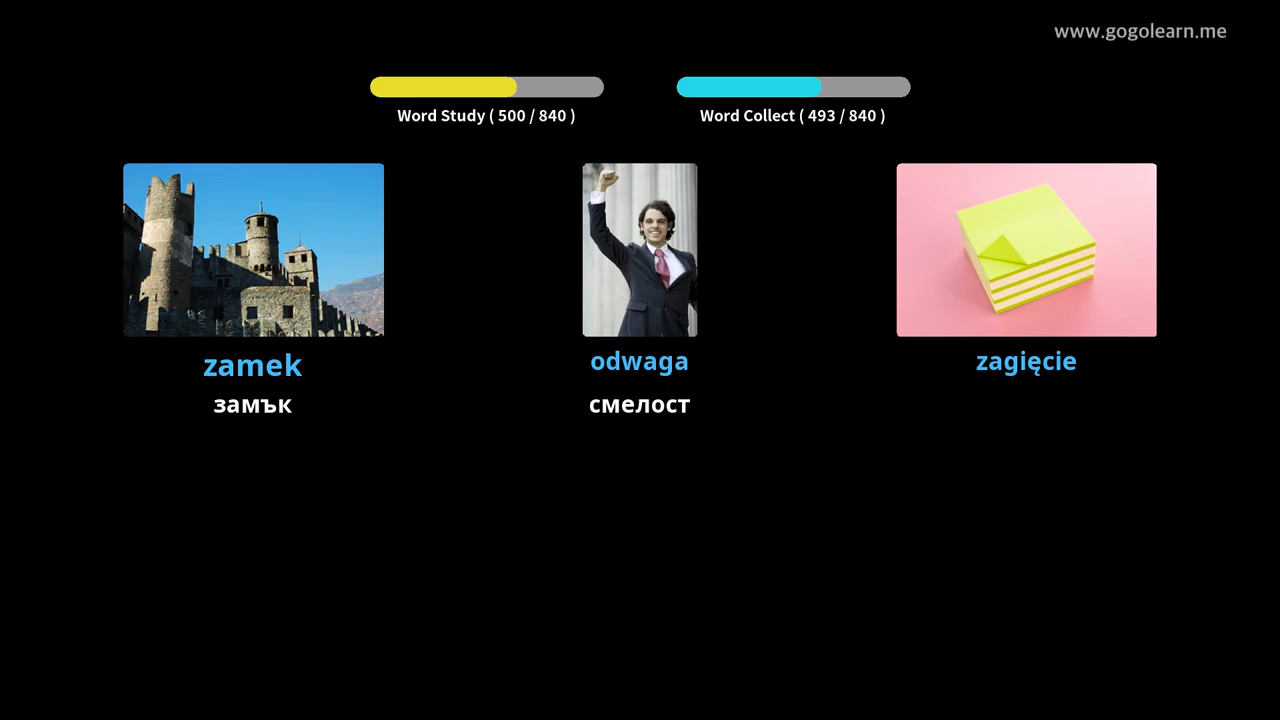 www.gogolearn.me
Word Study ( 500 / 840 )
Word Collect ( 493 / 840 )
zamek
odwaga
zagięcie
замък
смелост